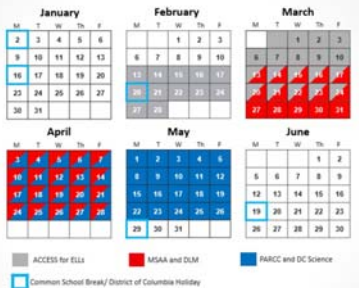 January
M T W Th F
2 3 4 5 6
9 10 11 12 13
16 17 18 19 20
23 24 25 26 27
30 31
February
M T W Th F
1 2 3
6 7 8 9 10
13 14 15 16 17
20 21 22 23 24
27 28
March
M T W Th F
1 2 3
6 7 8 9 10
13 14 15 16 17
20 21 22 23 24
27 28 29 30 31
April
M T W Th F
3 4 5 6 7
10 11 12 13 14
17 18 19 20 21
24 25 26 27 28
May
M T W Th F
1 2 3 4 5
8 9 10 11 12
15 16 17 18 19
22 23 24 25 26
29 30 31
June
M T W Th F
1 2
5 6 7 8 9
12 13 14 15 16
19 20 21 22 23
26 27 28 29 30
ACCESS for ELLs
MSAA and DLM
PARCC and DC Science
Common School Break/ District of Columbia Holiday